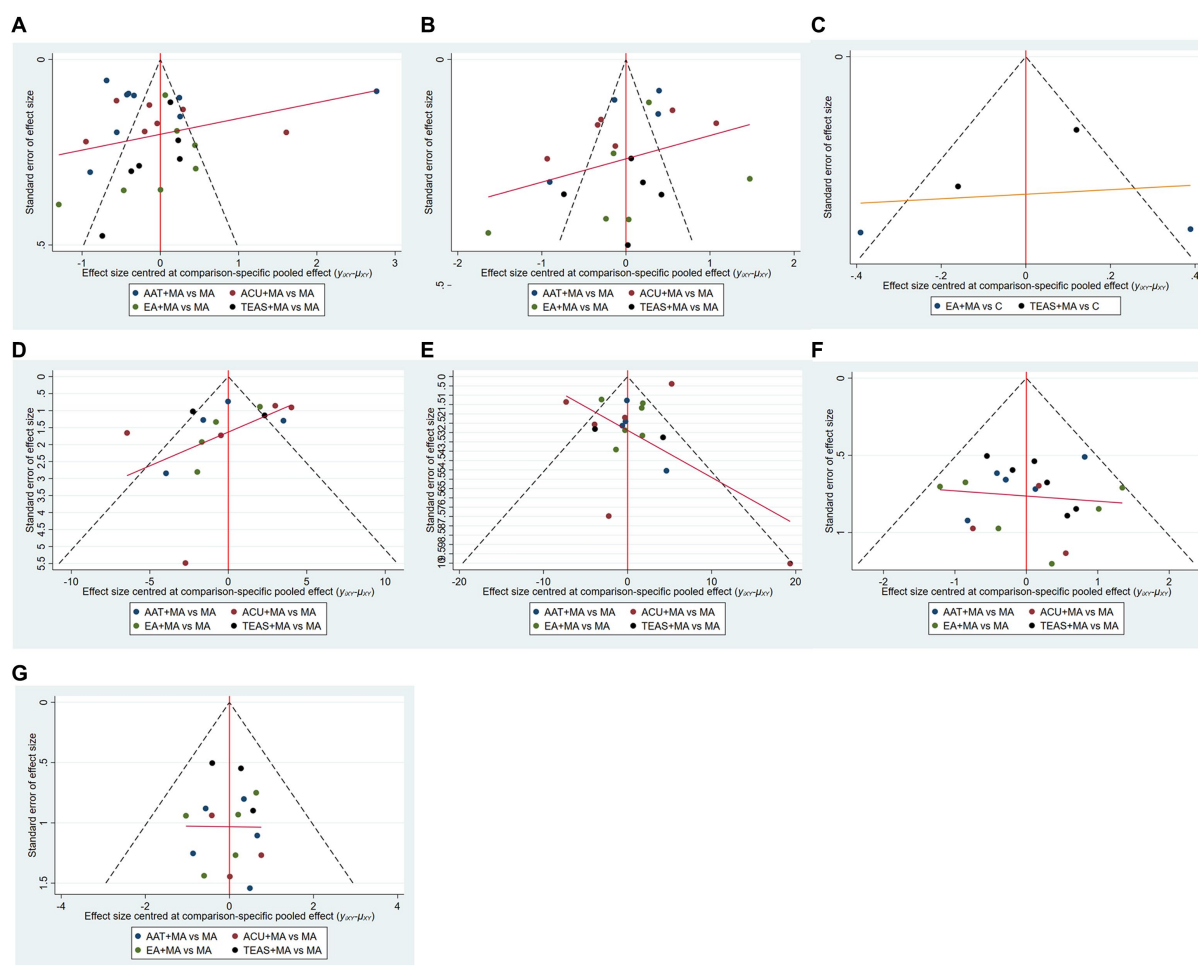 A
B
C
0
.5
Standard error of effect size
-1 0 1 2 3
Effect size centred at comparison-specific pooled effect (yiXY-μXY)
AAT+MA vs MA ACU+MA vs MA
EA+MA vs MA TEAS+MA vs MA
0
.5
Standard error of effect size
-2 -1 0 1 2
Effect size centred at comparison-specific pooled effect (yiXY-μXY)
AAT+MA vs MA ACU+MA vs MA
EA+MA vs MA TEAS+MA vs MA
0
Standard error of effect size
-.4 -.2 0 .2 .4
Effect size centred at comparison-specific pooled effect (yiXY-μXY)
EA+MA vs C TEAS+MA vs C
D
E
F
0
.5
1
1.5
2
2.5
3
3.5
4
4.5
5
5.5
Standard error of effect size
-10 -5 0 5 10
Effect size centred at comparison-specific pooled effect (yiXY-μXY)
AAT+MA vs MA ACU+MA vs MA
EA+MA vs MA TEAS+MA vs MA
Standard error of effect size
-20 -10 0 10 20
Effect size centred at comparison-specific pooled effect (yiXY-μXY)
AAT+MA vs MA ACU+MA vs MA
EA+MA vs MA TEAS+MA vs MA
0
.5
1
Standard error of effect size
-2 -1 0 1 2
Effect size centred at comparison-specific pooled effect (yiXY-μXY)
AAT+MA vs MA ACU+MA vs MA
EA+MA vs MA TEAS+MA vs MA
G
0
.5
1
1.5
Standard error of effect size
-4 -2 0 2 4
Effect size centred at comparison-specific pooled effect (yiXY-μXY)
AAT+MA vs MA ACU+MA vs MA
EA+MA vs MA TEAS+MA vs MA